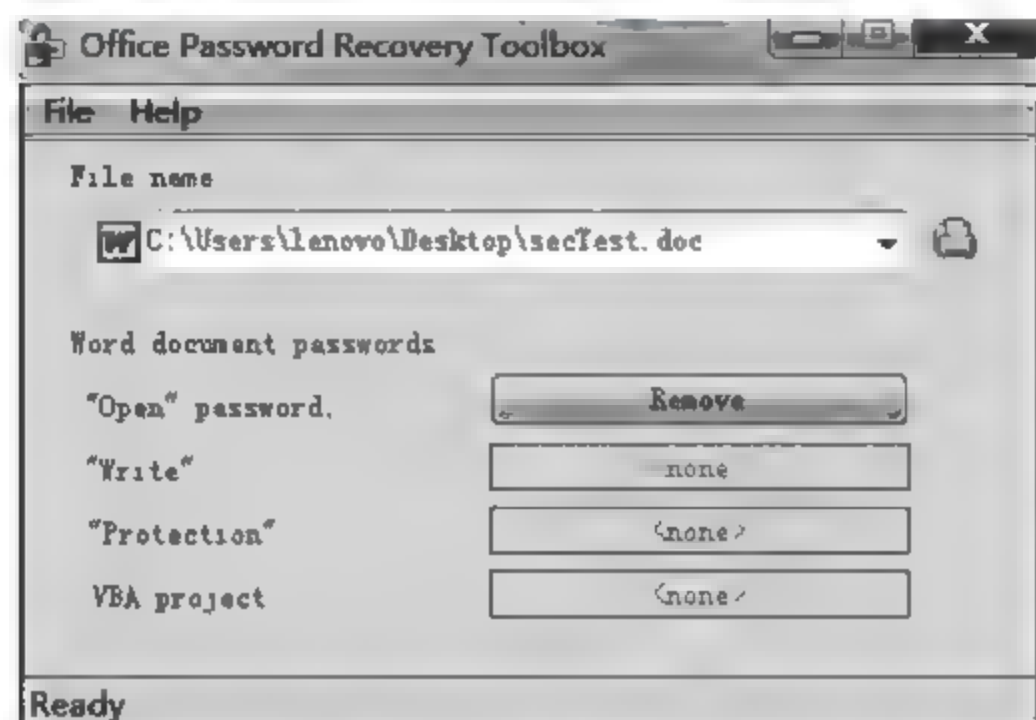 Office Password Recovery Toolbox
File Help
File name
C:\Users\lenovo\Desktop\secTest.doc
Word document passwords
"Open" password. Remove
"Write" none
"Protection" <none>
VBA project <none>
Ready